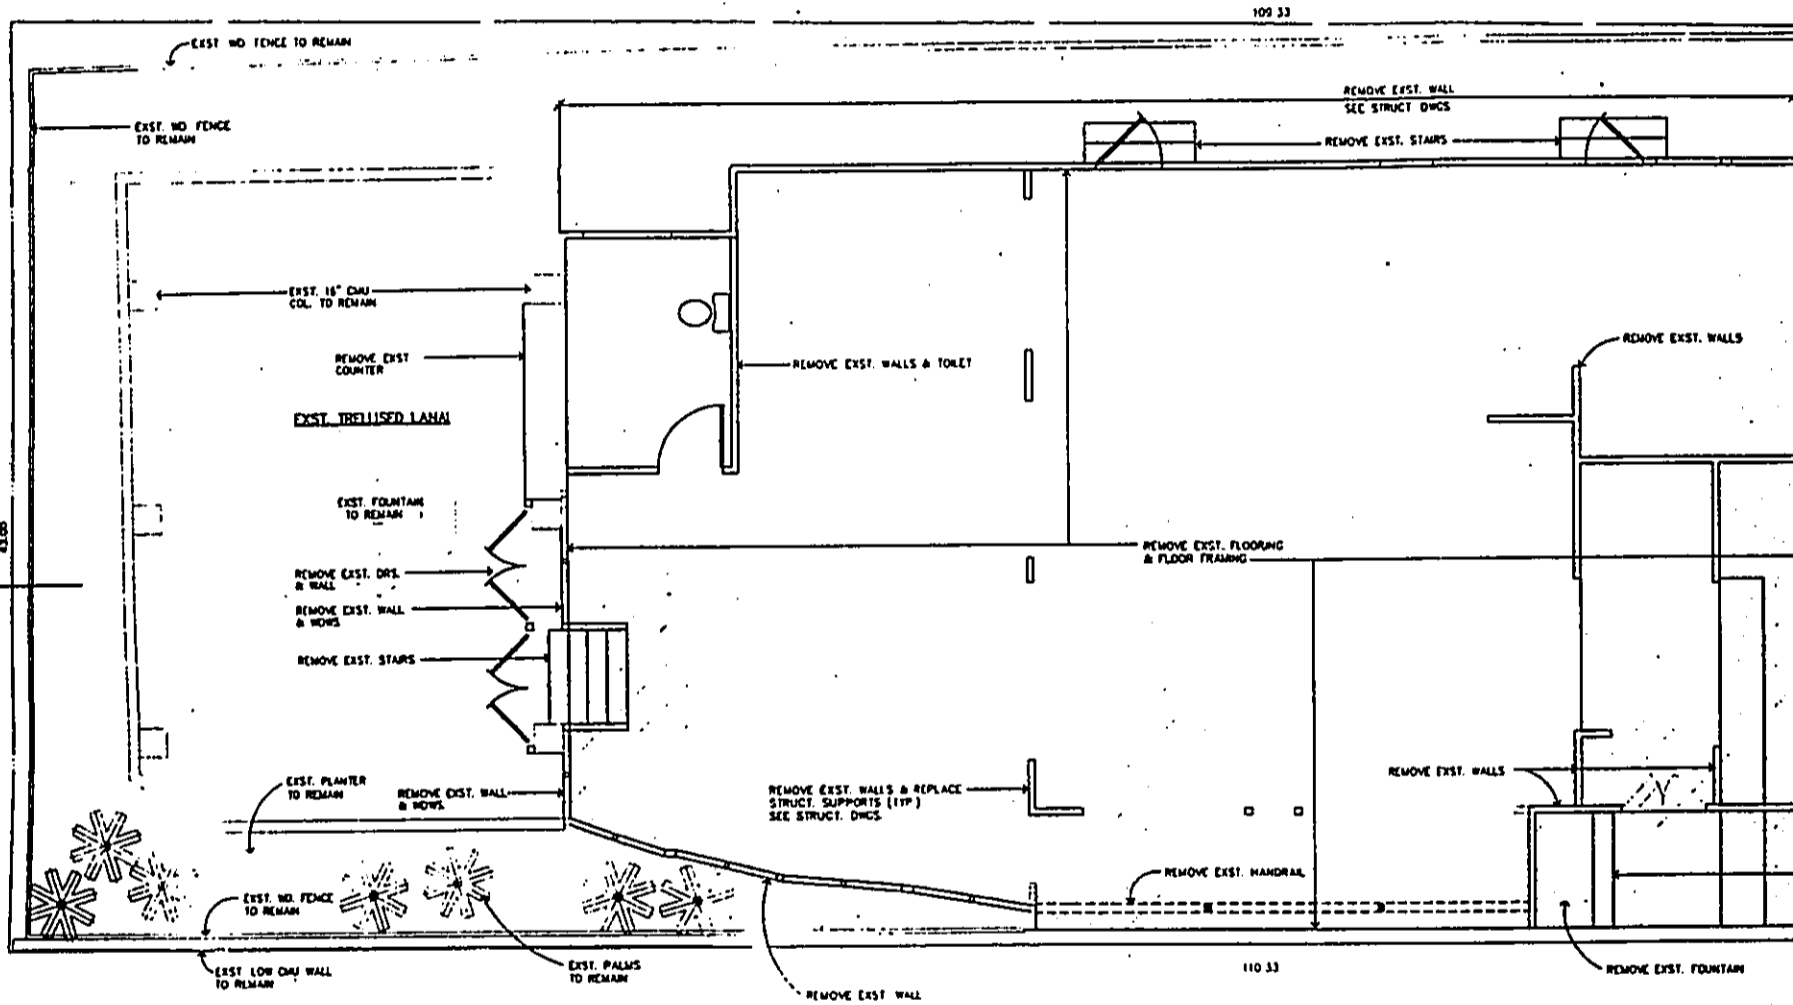 109.33
EXST. WD. FENCE TO REMAIN
REMOVE EXST. WALL
SEE STRUCT. DWGS.
EXST. WD. FENCE
TO REMAIN
REMOVE EXST. STAIRS
EXST. 16" CMU
COL. TO REMAIN
REMOVE EXST. WALLS
REMOVE EXST
COUNTER
REMOVE EXST. WALLS & TOILET
EXST. TRELLISED LANAI
EXST. FOUNTAIN
TO REMAIN
REMOVE EXST. FLOORING
& FLOOR FRAMING
REMOVE EXST. DRS.
& WALL
REMOVE EXST. WALL
& WDWS
REMOVE EXST. STAIRS
EXST. PLANTER
TO REMAIN
REMOVE EXST. WALL
& WDWS.
REMOVE EXST. WALLS & REPLACE
STRUCT. SUPPORTS (TYP.)
SEE STRUCT. DWGS.
REMOVE EXST. WALLS
REMOVE EXST. HANDRAIL
EXST. WD. FENCE
TO REMAIN
EXST LOW CMU WALL
TO REMAIN
EXST. PALMS
TO REMAIN
REMOVE EXST WALL
110.33
REMOVE EXST. FOUNTAIN